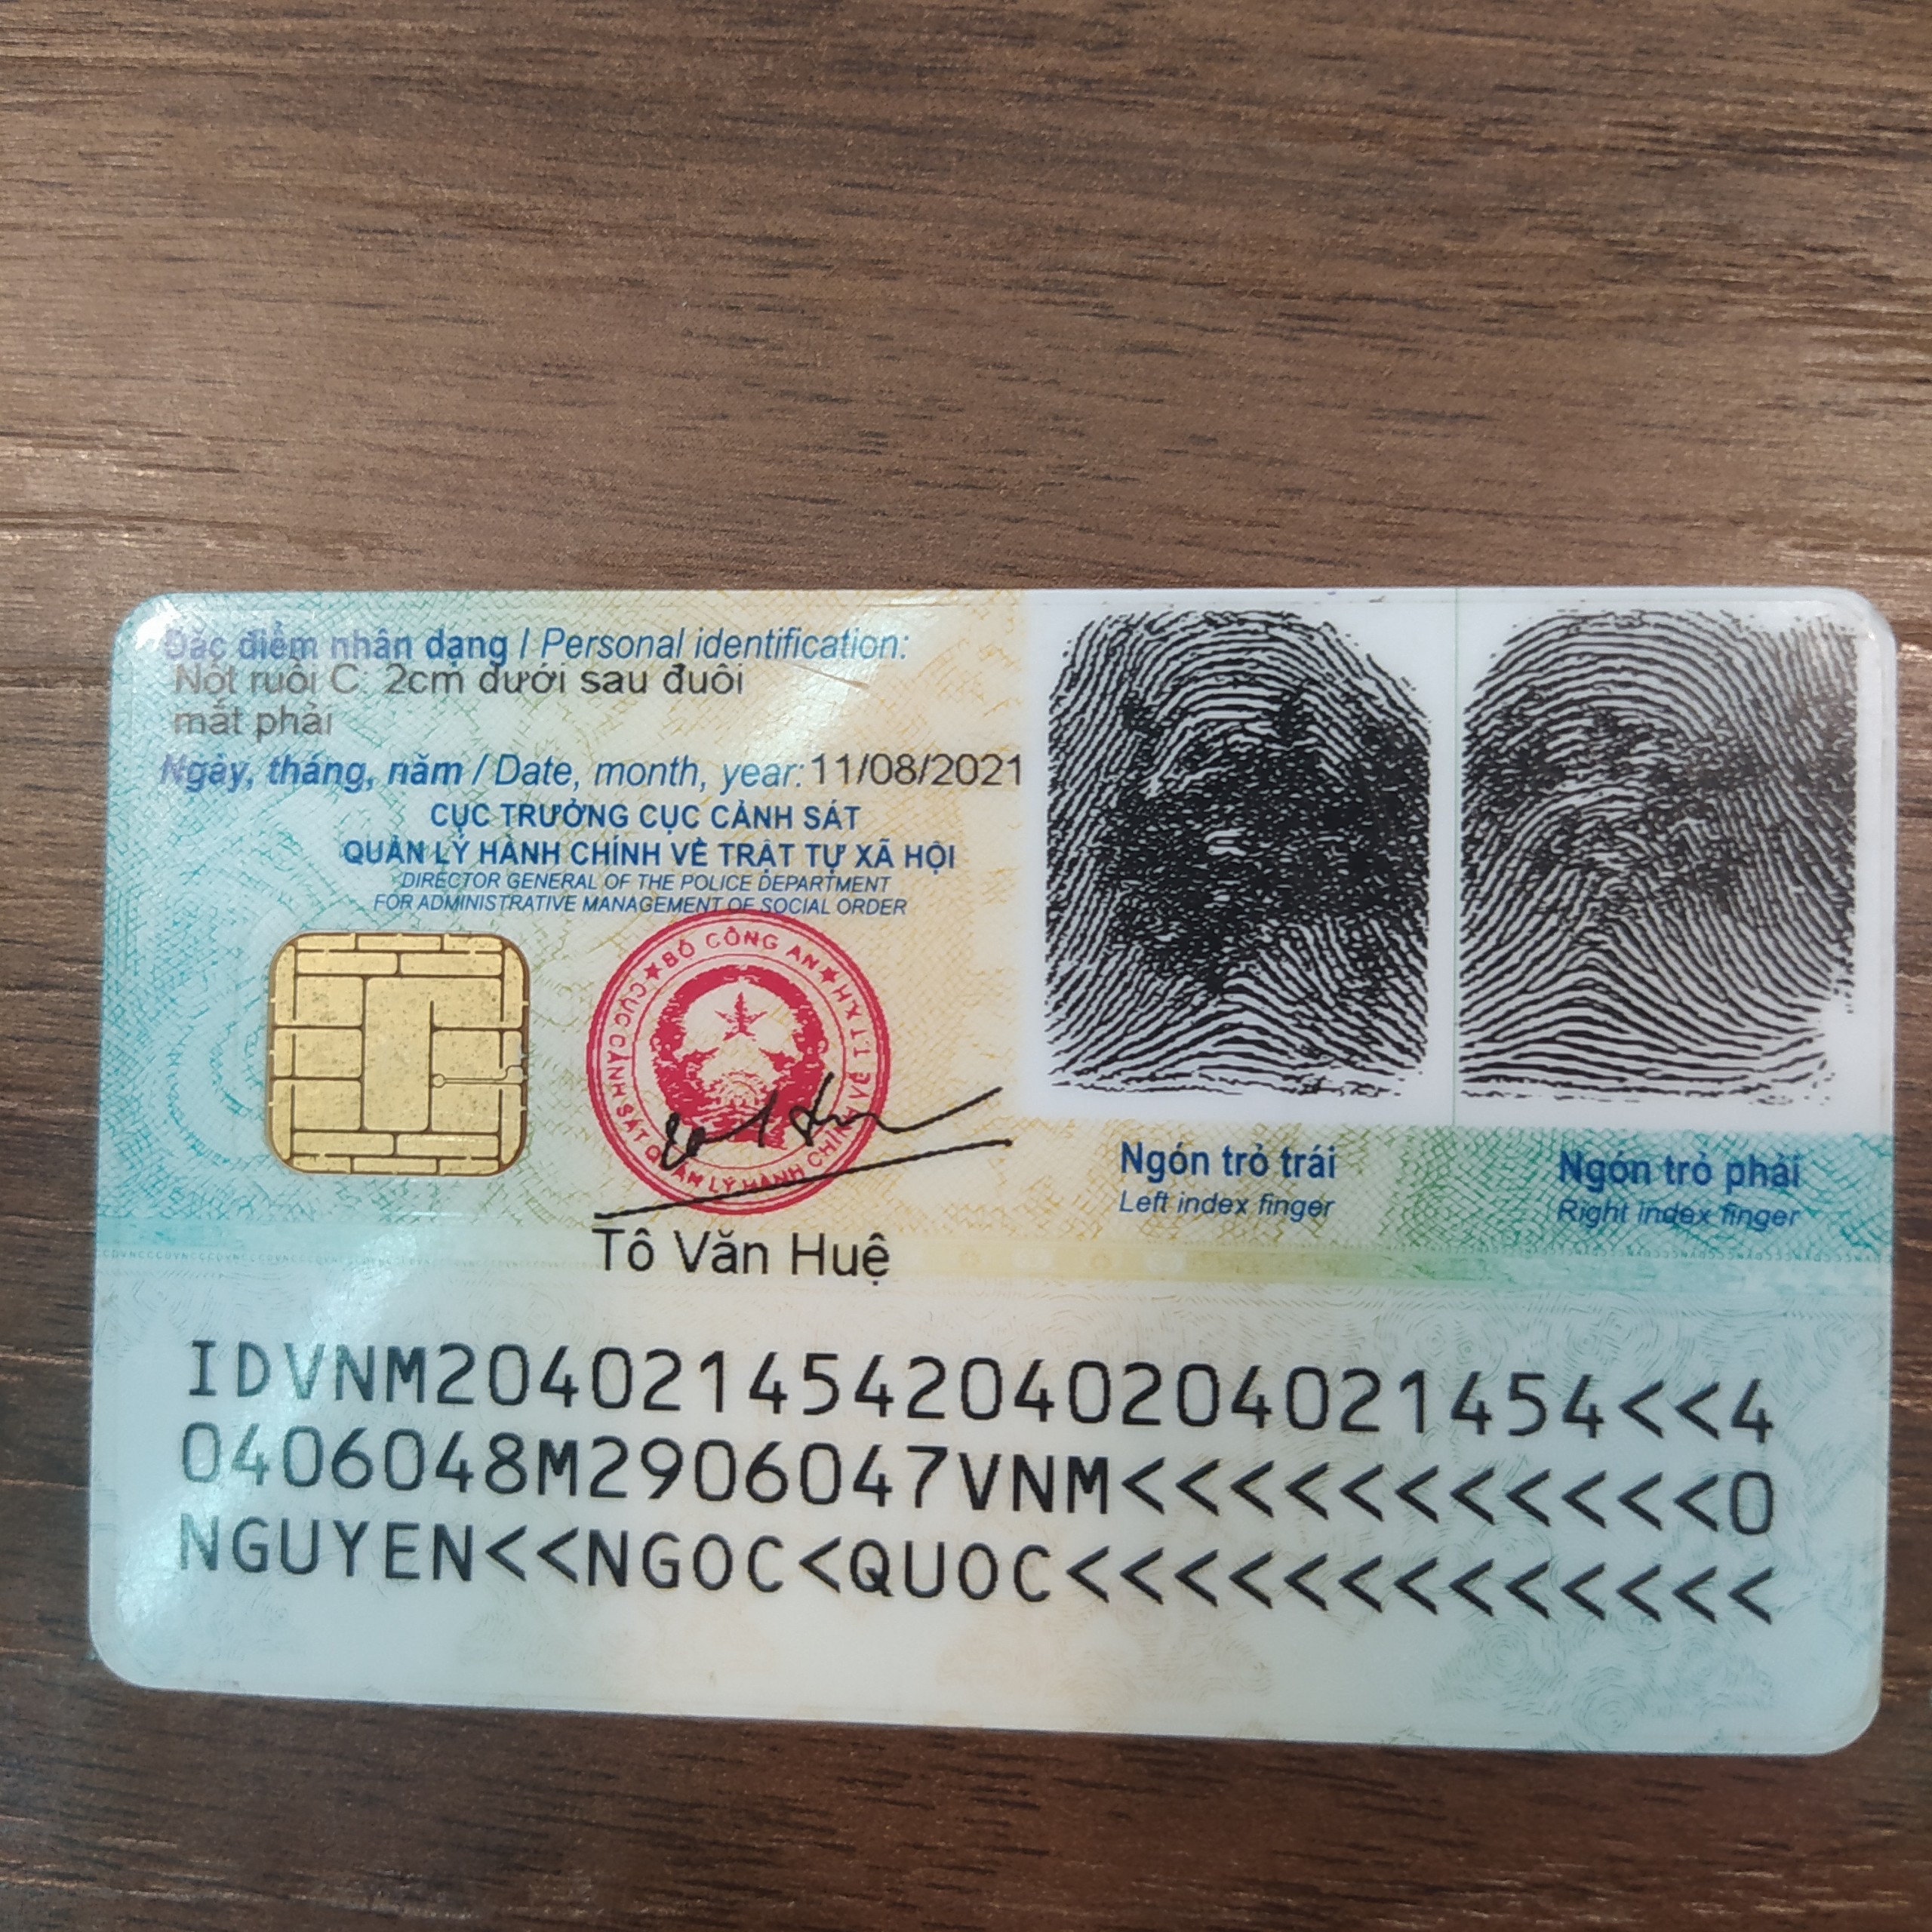 Đặc điểm nhân dạng / Personal identification:
Nốt ruồi C: 2cm dưới sau đuôi
mắt phải
Ngày, tháng, năm / Date, month, year: 11/08/2021
CỤC TRƯỞNG CỤC CẢNH SÁT
QUẢN LÝ HÀNH CHÍNH VỀ TRẬT TỰ XÃ HỘI
DIRECTOR GENERAL OF THE POLICE DEPARTMENT
FOR ADMINISTRATIVE MANAGEMENT OF SOCIAL ORDER
★ BỘ CÔNG AN ★
CỤC CẢNH SÁT QUẢN LÝ HÀNH CHÍNH VỀ TTXH
Tô Văn Huệ
Ngón trỏ trái
Left index finger
Ngón trỏ phải
Right index finger
IDVNM2040214542040204021454<<4
0406048M2906047VNM<<<<<<<<<<<0
NGUYEN<<NGOC<QUOC<<<<<<<<<<<<<